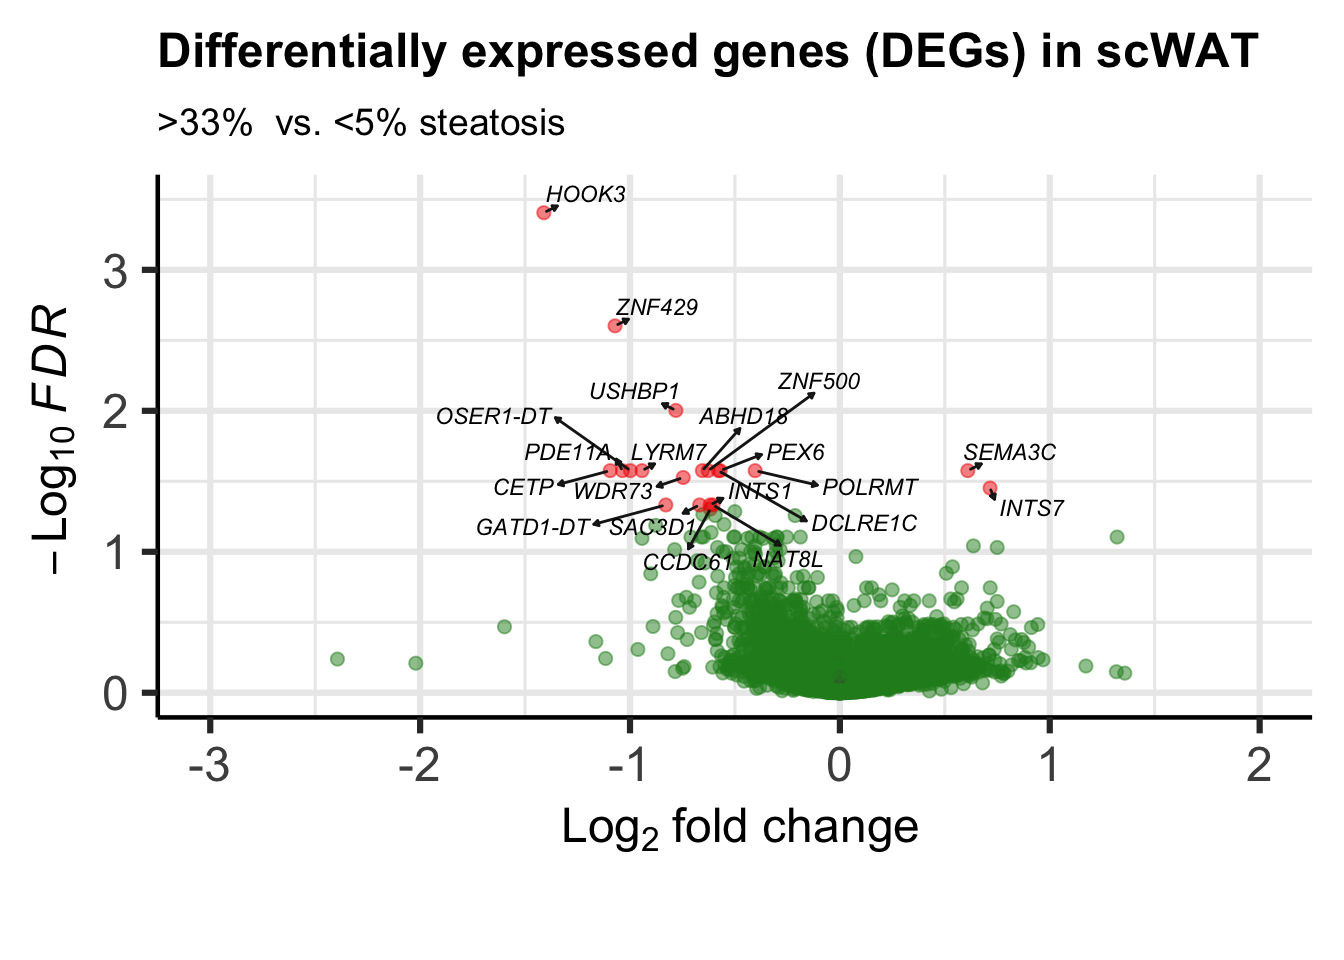 Differentially expressed genes (DEGs) in scWAT
>33%  vs. <5% steatosis
HOOK3
ZNF429
ZNF500
USHBP1
OSER1-DT
ABHD18
PDE11A
LYRM7
PEX6
SEMA3C
CETP
WDR73
INTS1
POLRMT
INTS7
GATD1-DT
SAC3D1
DCLRE1C
CCDC61
NAT8L
3
2
1
0
−Log10 FDR
-3 -2 -1 0 1 2
Log2 fold change